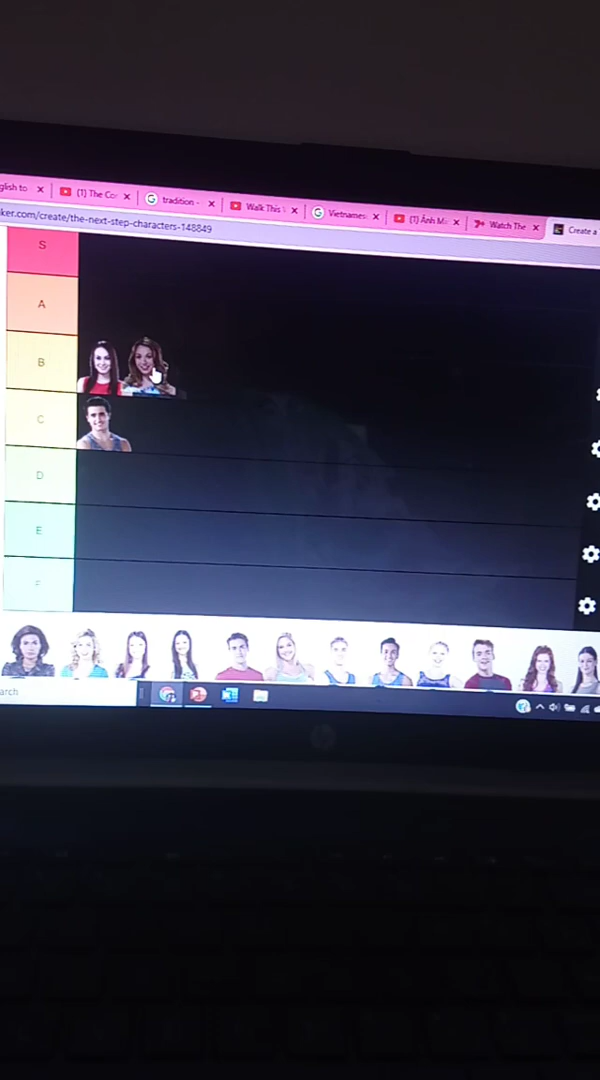 glish to
(1) The Co
tradition -
Walk This
Vietnames
(1) Ánh M
Watch The
Create a
ker.com/create/the-next-step-characters-148849
S
A
B
C
D
E
F
arch